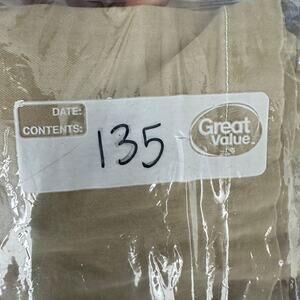 DATE:
CONTENTS:
135
Great
Value